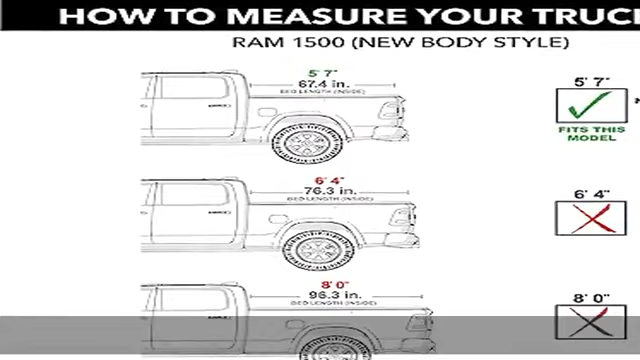 HOW TO MEASURE YOUR TRUC
RAM 1500 (NEW BODY STYLE)
5' 7"
67.4 in.
BED LENGTH (INSIDE)
5' 7"
FITS THIS
MODEL
6' 4"
76.3 in.
BED LENGTH (INSIDE)
6' 4"
8' 0"
96.3 in.
BED LENGTH (INSIDE)
8' 0"